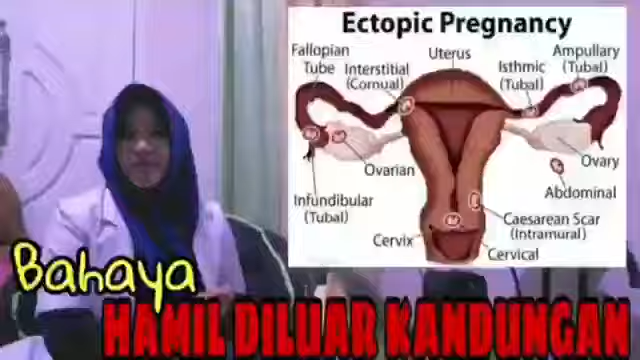 Ectopic Pregnancy
Fallopian
Tube
Interstitial
(Cornual)
Uterus
Isthmic
(Tubal)
Ampullary
(Tubal)
Ovarian
Ovary
Infundibular
(Tubal)
Abdominal
Caesarean Scar
(Intramural)
Cervix
Cervical
Bahaya
HAMIL DILUAR KANDUNGAN